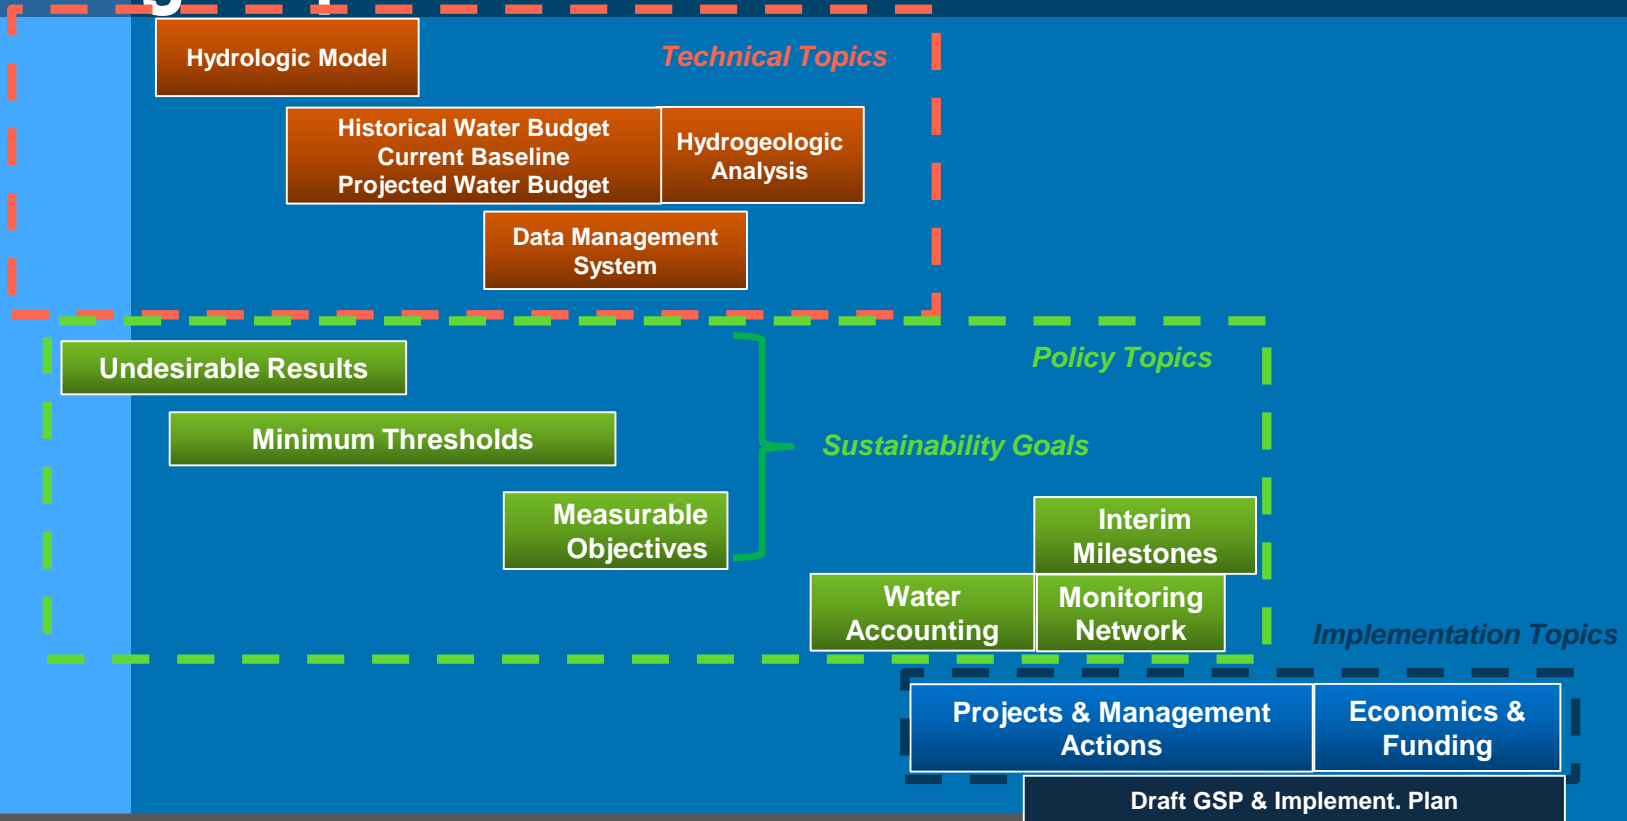 Hydrologic Model
Technical Topics
Historical Water Budget
Current Baseline
Projected Water Budget
Hydrogeologic
Analysis
Data Management
System
Undesirable Results
Policy Topics
Minimum Thresholds
Sustainability Goals
Measurable
Objectives
Interim
Milestones
Water
Accounting
Monitoring
Network
Implementation Topics
Projects & Management
Actions
Economics &
Funding
Draft GSP & Implement. Plan